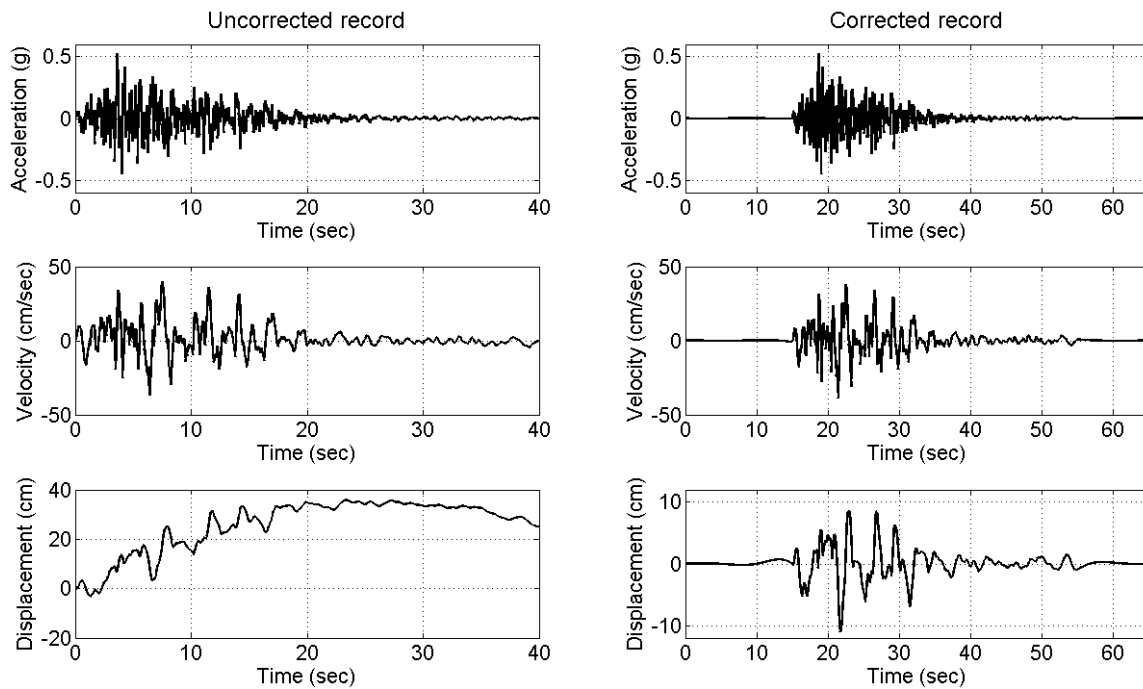 Uncorrected record
Acceleration (g)
0.5
0
-0.5
0 10 20 30 40
Time (sec)
Velocity (cm/sec)
50
0
-50
0 10 20 30 40
Time (sec)
Displacement (cm)
40
20
0
-20
0 10 20 30 40
Time (sec)
Corrected record
Acceleration (g)
0.5
0
-0.5
0 10 20 30 40 50 60
Time (sec)
Velocity (cm/sec)
50
0
-50
0 10 20 30 40 50 60
Time (sec)
Displacement (cm)
10
0
-10
0 10 20 30 40 50 60
Time (sec)